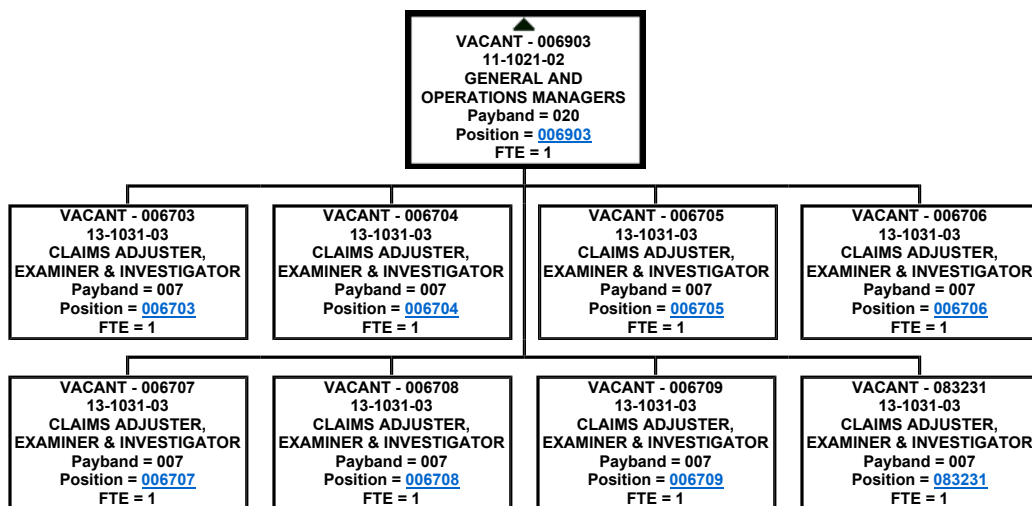 VACANT - 006903
11-1021-02
GENERAL AND
OPERATIONS MANAGERS
Payband = 020
Position = 006903
FTE = 1
VACANT - 006703
13-1031-03
CLAIMS ADJUSTER,
EXAMINER & INVESTIGATOR
Payband = 007
Position = 006703
FTE = 1
VACANT - 006704
13-1031-03
CLAIMS ADJUSTER,
EXAMINER & INVESTIGATOR
Payband = 007
Position = 006704
FTE = 1
VACANT - 006705
13-1031-03
CLAIMS ADJUSTER,
EXAMINER & INVESTIGATOR
Payband = 007
Position = 006705
FTE = 1
VACANT - 006706
13-1031-03
CLAIMS ADJUSTER,
EXAMINER & INVESTIGATOR
Payband = 007
Position = 006706
FTE = 1
VACANT - 006707
13-1031-03
CLAIMS ADJUSTER,
EXAMINER & INVESTIGATOR
Payband = 007
Position = 006707
FTE = 1
VACANT - 006708
13-1031-03
CLAIMS ADJUSTER,
EXAMINER & INVESTIGATOR
Payband = 007
Position = 006708
FTE = 1
VACANT - 006709
13-1031-03
CLAIMS ADJUSTER,
EXAMINER & INVESTIGATOR
Payband = 007
Position = 006709
FTE = 1
VACANT - 083231
13-1031-03
CLAIMS ADJUSTER,
EXAMINER & INVESTIGATOR
Payband = 007
Position = 083231
FTE = 1